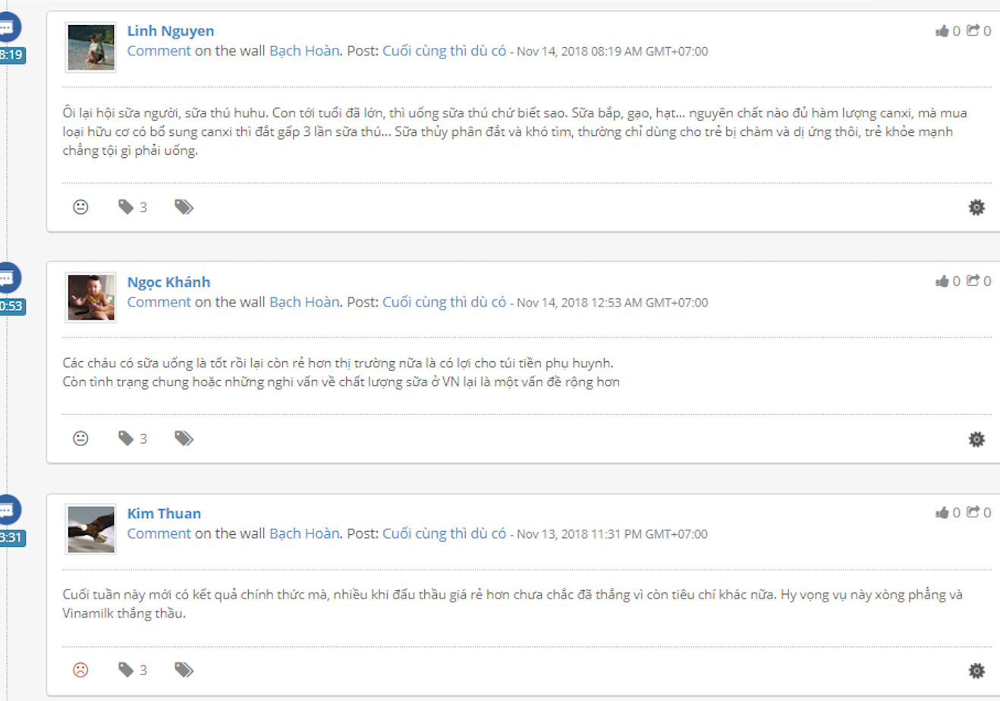 Linh Nguyen
0 0
8:19
Comment on the wall Bạch Hoàn. Post: Cuối cùng thì dù có - Nov 14, 2018 08:19 AM GMT+07:00
Ôi lại hội sữa người, sữa thú huhu. Con tới tuổi đã lớn, thì uống sữa thú chứ biết sao. Sữa bắp, gạo, hạt... nguyên chất nào đủ hàm lượng canxi, mà mua
loại hữu cơ có bổ sung canxi thì đắt gấp 3 lần sữa thú... Sữa thủy phân đắt và khó tìm, thường chỉ dùng cho trẻ bị chàm và dị ứng thôi, trẻ khỏe mạnh
chẳng tội gì phải uống.
3
Ngọc Khánh
0 0
0:53
Comment on the wall Bạch Hoàn. Post: Cuối cùng thì dù có - Nov 14, 2018 12:53 AM GMT+07:00
Các cháu có sữa uống là tốt rồi lại còn rẻ hơn thị trường nữa là có lợi cho túi tiền phụ huynh.
Còn tình trạng chung hoặc những nghi vấn về chất lượng sữa ở VN lại là một vấn đề rộng hơn
3
Kim Thuan
0 0
3:31
Comment on the wall Bạch Hoàn. Post: Cuối cùng thì dù có - Nov 13, 2018 11:31 PM GMT+07:00
Cuối tuần này mới có kết quả chính thức mà, nhiều khi đấu thầu giá rẻ hơn chưa chắc đã thắng vì còn tiêu chí khác nữa. Hy vọng vụ này xòng phẳng và
Vinamilk thắng thầu.
3